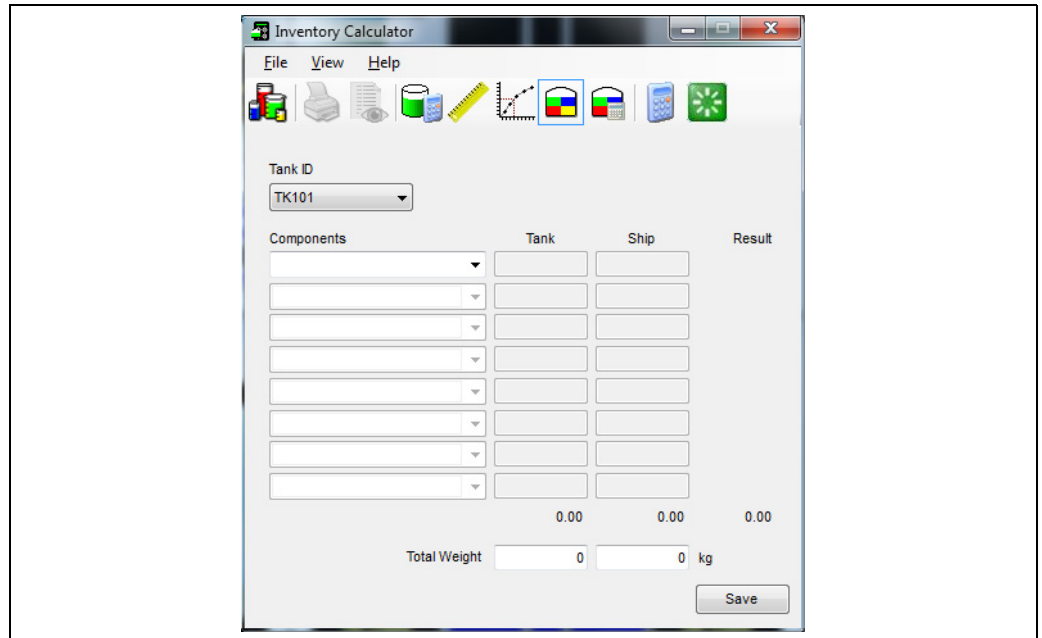 Inventory Calculator
File View Help
Tank ID
TK101
Components Tank Ship Result
0.00 0.00 0.00
Total Weight 0 0 kg
Save